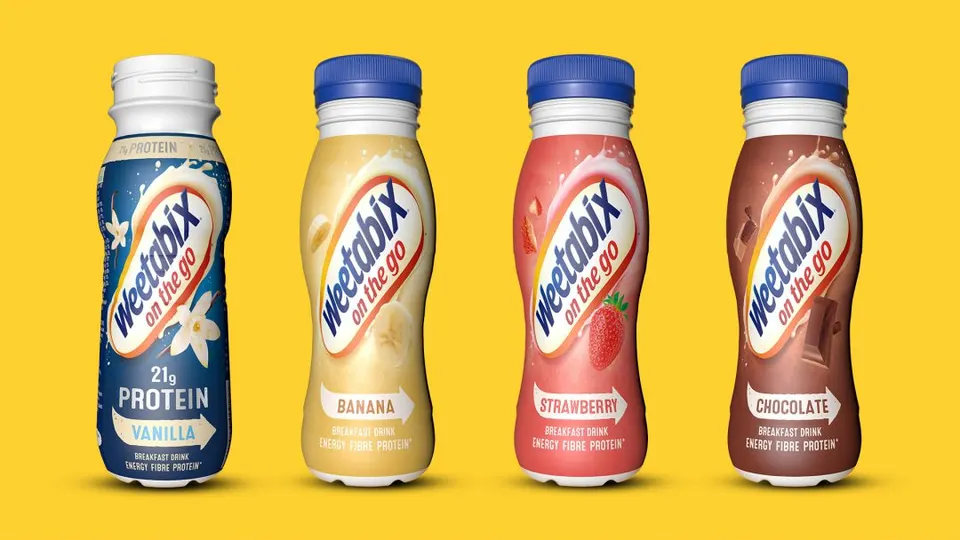 21g PROTEIN
Weetabix
on the go
21g
PROTEIN
VANILLA
BREAKFAST DRINK
ENERGY FIBRE PROTEIN*
Weetabix
on the go
BANANA
BREAKFAST DRINK
ENERGY FIBRE PROTEIN*
Weetabix
on the go
STRAWBERRY
BREAKFAST DRINK
ENERGY FIBRE PROTEIN*
Weetabix
on the go
CHOCOLATE
BREAKFAST DRINK
ENERGY FIBRE PROTEIN*